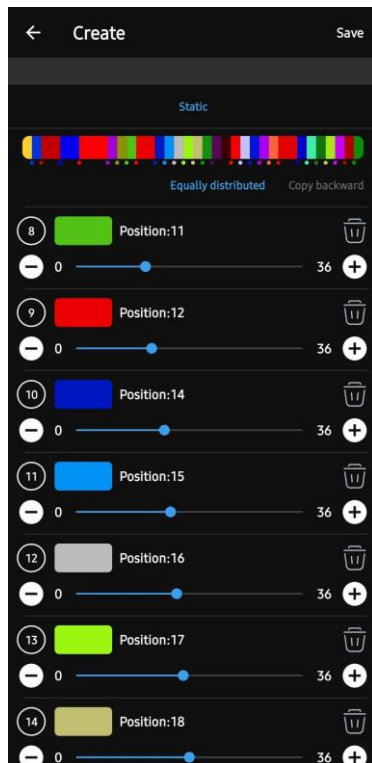 Create Save
Static
Equally distributed Copy backward
8 Position:11
0 36
9 Position:12
0 36
10 Position:14
0 36
11 Position:15
0 36
12 Position:16
0 36
13 Position:17
0 36
14 Position:18
0 36